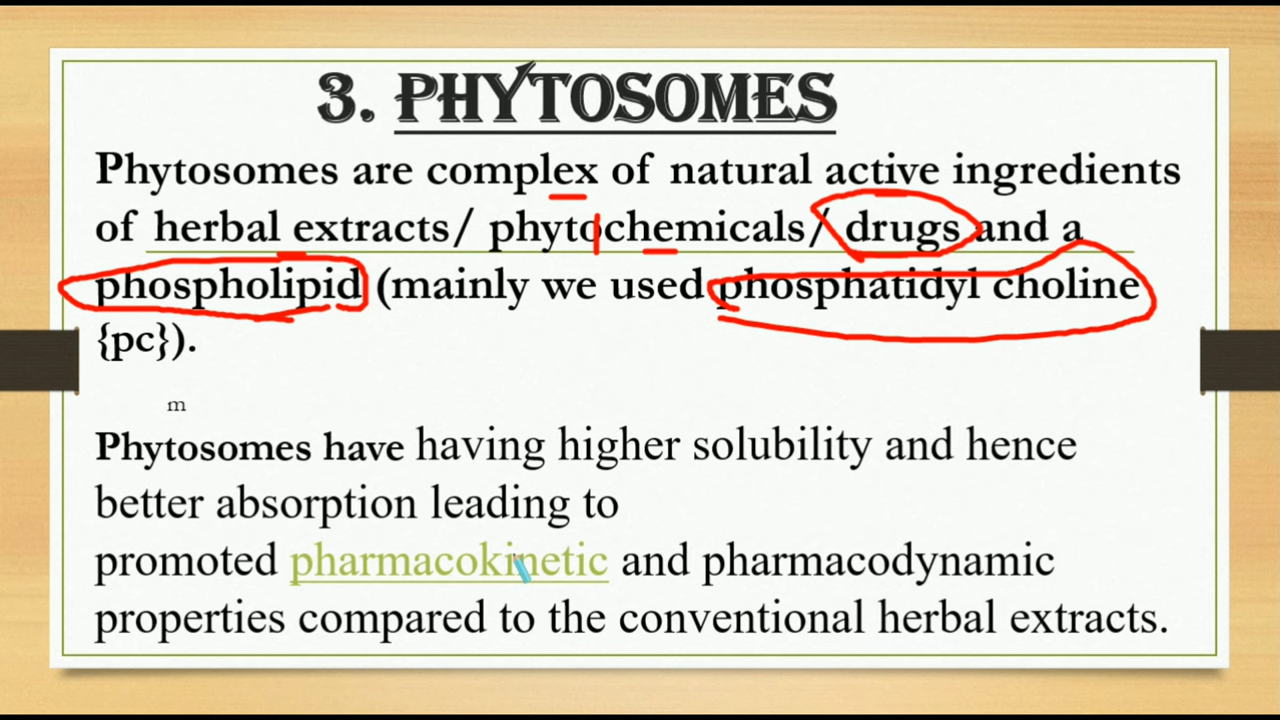 3. PHYTOSOMES
Phytosomes are complex of natural active ingredients
of herbal extracts/ phytochemicals/ drugs and a
phospholipid (mainly we used phosphatidyl choline
{pc}).
m
Phytosomes have having higher solubility and hence
better absorption leading to
promoted pharmacokinetic and pharmacodynamic
properties compared to the conventional herbal extracts.